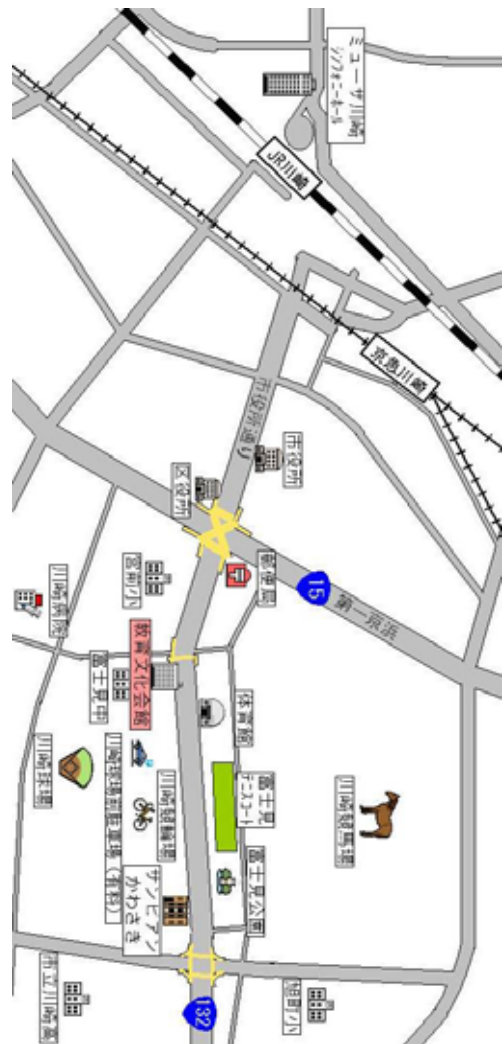 ミューザ川崎
シンフォニーホール
JR川崎
京急川崎
市役所通り
市役所
区役所
郵便局
15
第一京浜
宮前小
川崎病院
教育文化会館
富士見中
体育館
富士見
テニスコート
川崎競馬場
川崎球場
川崎球場前駐車場（有料）
川崎競輪場
富士見公園
サンピアン
かわさき
132
旭町小
市立川崎高